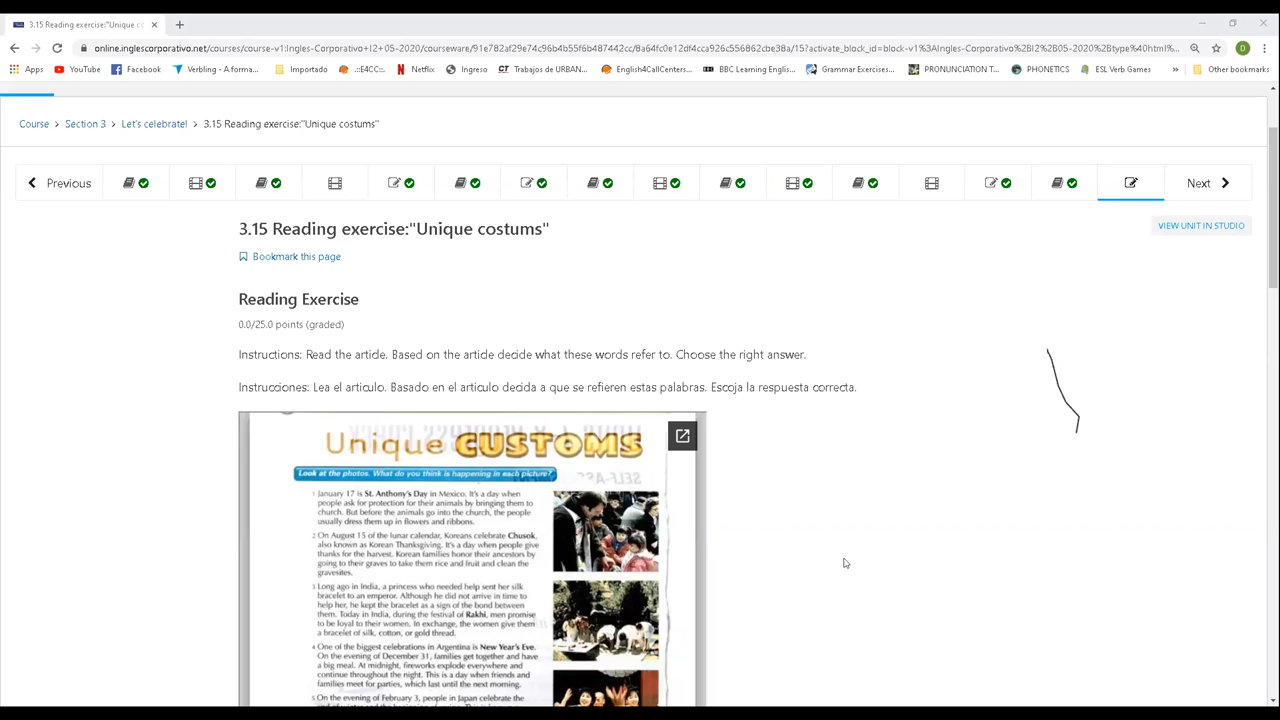 3.15 Reading exercise:"Unique co
online.inglescorporativo.net/courses/course-v1:Ingles-Corporativo+I2+05-2020/courseware/91e782af29e74c96b4b55f6b487442cc/8a64fc0e12df4cca926c556862cbe38a/15?activate_block_id=block-v1%3AIngles-Corporativo%2BI2%2B05-2020%2Btype%40html...
D
Apps YouTube Facebook Verbling - A forma... Importado .::E4CC::. Netflix Ingreso Trabajos de URBAN... English4CallCenters... BBC Learning Englis... Grammar Exercises... PRONUNCIATION T... PHONETICS ESL Verb Games » Other bookmarks
Course > Section 3 > Let's celebrate! > 3.15 Reading exercise:"Unique costums"
Previous Next
3.15 Reading exercise:"Unique costums"
VIEW UNIT IN STUDIO
Bookmark this page
Reading Exercise
0.0/25.0 points (graded)
Instructions: Read the article. Based on the article decide what these words refer to. Choose the right answer.
Instrucciones: Lea el articulo. Basado en el articulo decida a que se refieren estas palabras. Escoja la respuesta correcta.
Unique CUSTOMS
Look at the photos. What do you think is happening in each picture?
1 January 17 is St. Anthony's Day in Mexico. It's a day when
people ask for protection for their animals by bringing them to
church. But before the animals go into the church, the people
usually dress them up in flowers and ribbons.
2 On August 15 of the lunar calendar, Koreans celebrate Chusok,
also known as Korean Thanksgiving. It's a day when people give
thanks for the harvest. Korean families honor their ancestors by
going to their graves to take them rice and fruit and clean the
gravesites.
3 Long ago in India, a princess who needed help sent her silk
bracelet to an emperor. Although he did not arrive in time to
help her, he kept the bracelet as a sign of the bond between
them. Today in India, during the festival of Rakhi, men promise
to be loyal to their women. In exchange, the women give them
a bracelet of silk, cotton, or gold thread.
4 One of the biggest celebrations in Argentina is New Year's Eve.
On the evening of December 31, families get together and have
a big meal. At midnight, fireworks explode everywhere and
continue throughout the night. This is a day when friends and
families meet for parties, which last until the next morning.
5 On the evening of February 3, people in Japan celebrate the